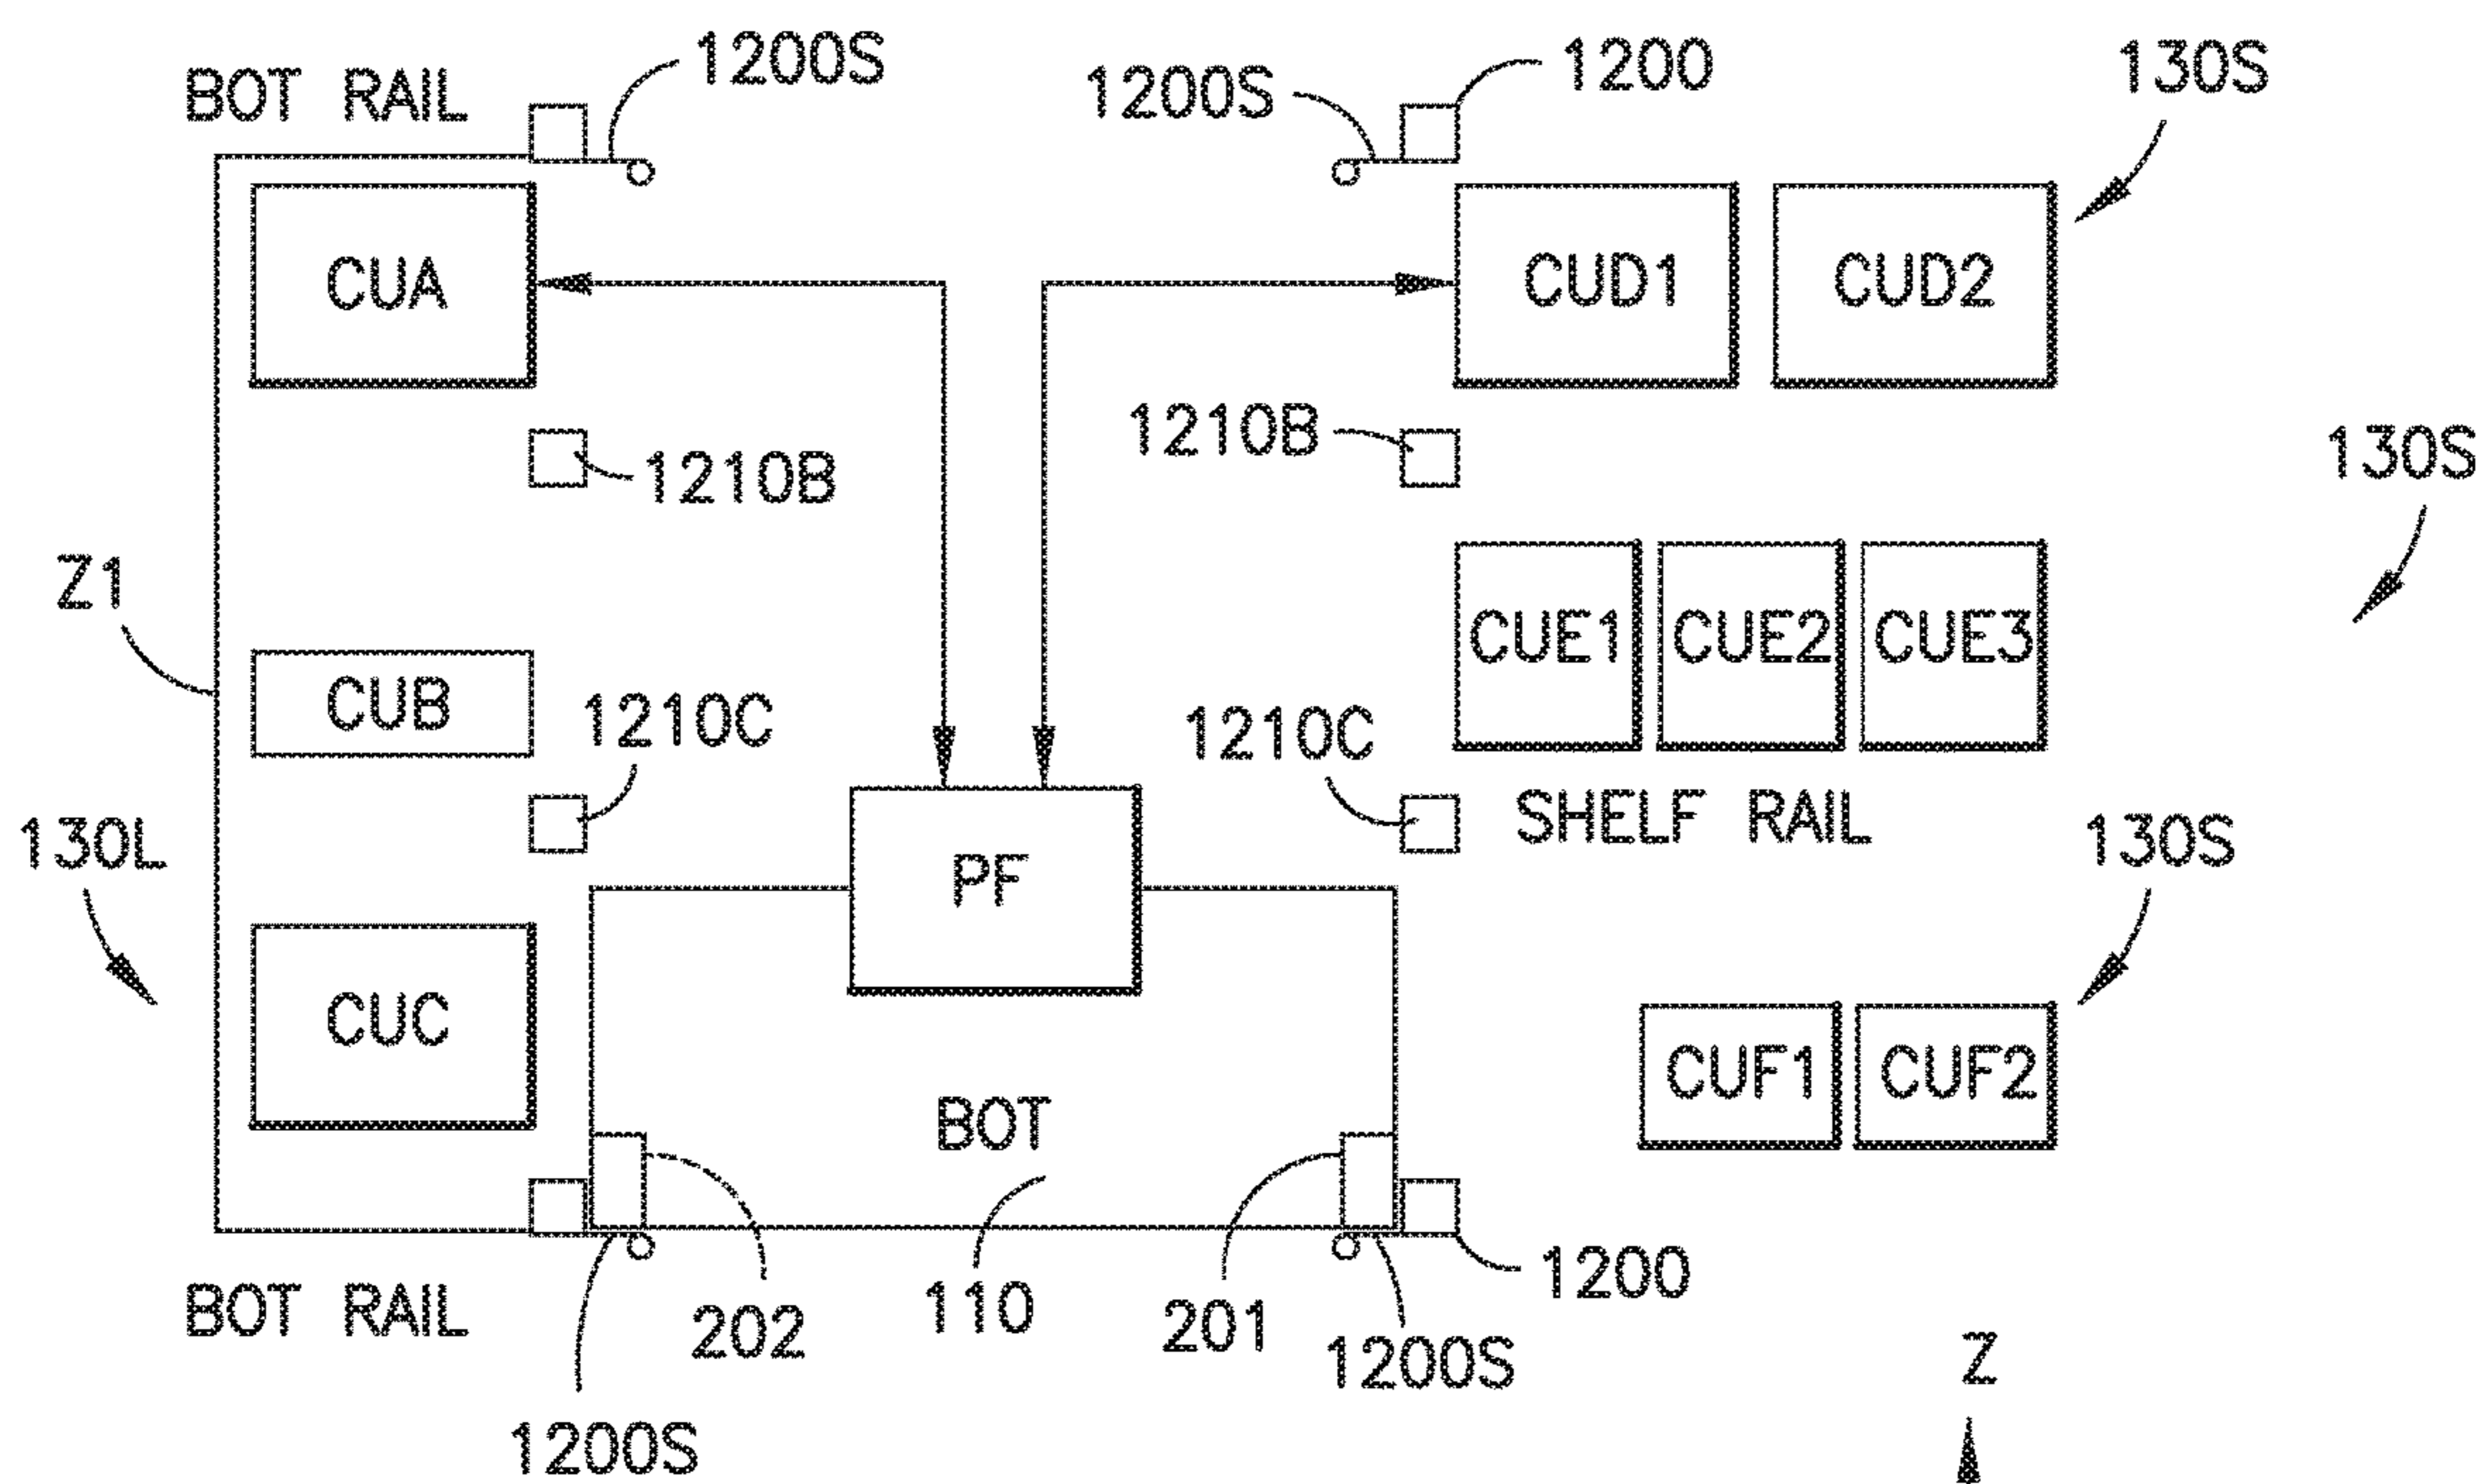 1200S
1200
130S
BOT RAIL
1200S
CUA
CUD1
CUD2
1210B
1210B
130S
Z1
CUE1
CUE2
CUE3
CUB
1210C
1210C
SHELF RAIL
130L
130S
PF
CUC
CUF1
CUF2
BOT
1200
BOT RAIL
202
110
201
1200S
1200S
Z